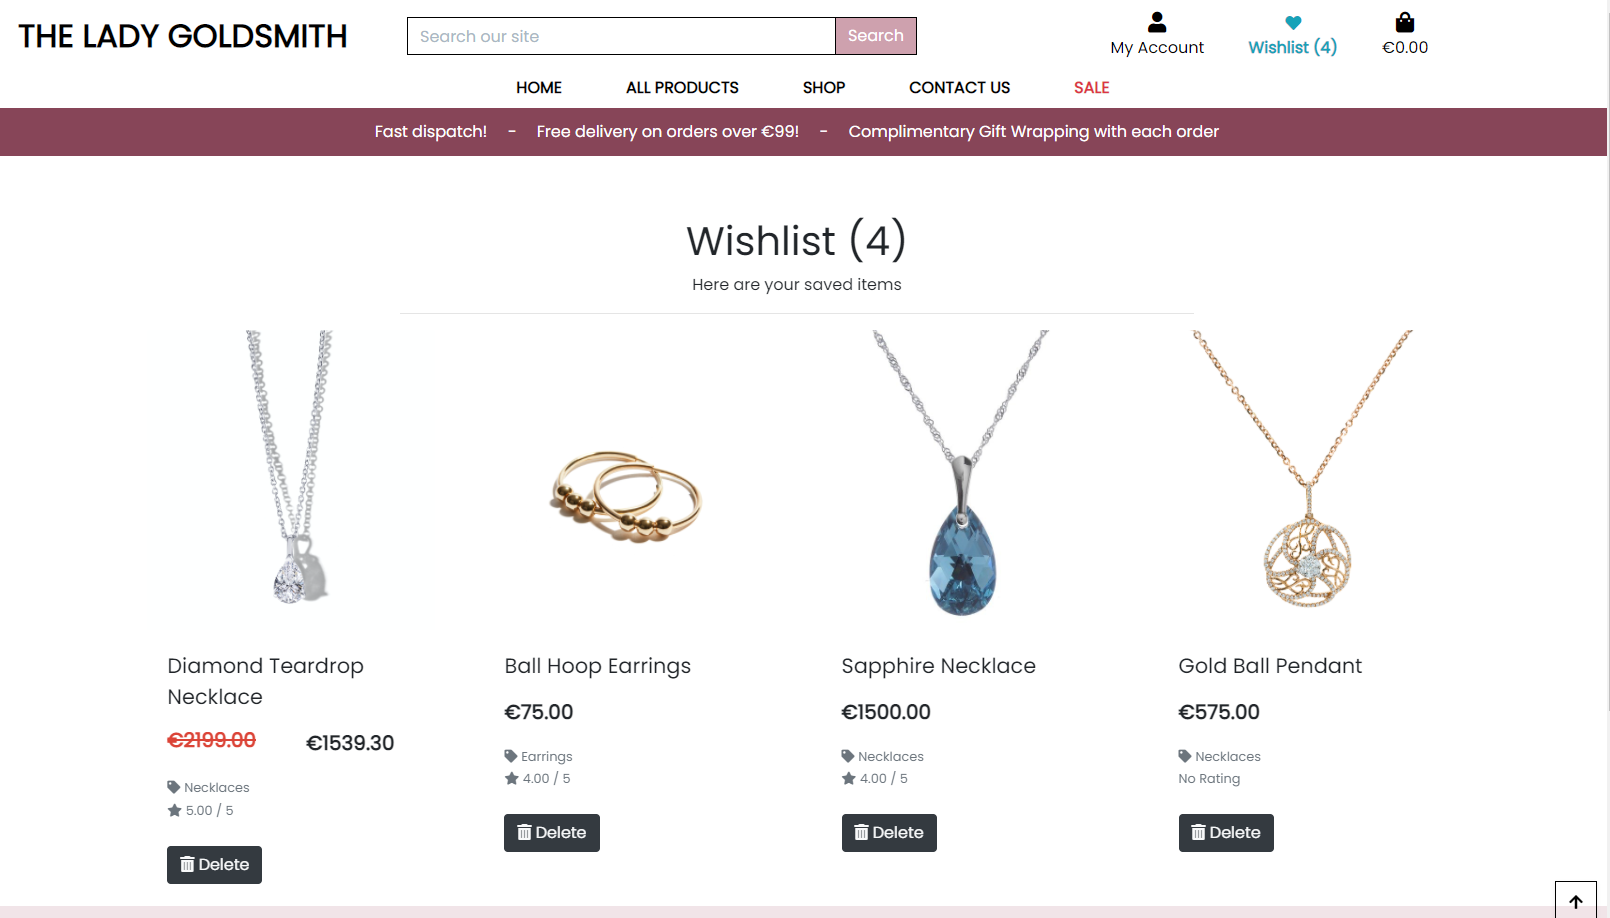 THE LADY GOLDSMITH
Search our site
Search
My Account
Wishlist (4)
€0.00
HOME
ALL PRODUCTS
SHOP
CONTACT US
SALE
Fast dispatch! - Free delivery on orders over €99! - Complimentary Gift Wrapping with each order
Wishlist (4)
Here are your saved items
Diamond Teardrop
Necklace
€2199.00
€1539.30
Necklaces
5.00 / 5
Delete
Ball Hoop Earrings
€75.00
Earrings
4.00 / 5
Delete
Sapphire Necklace
€1500.00
Necklaces
4.00 / 5
Delete
Gold Ball Pendant
€575.00
Necklaces
No Rating
Delete